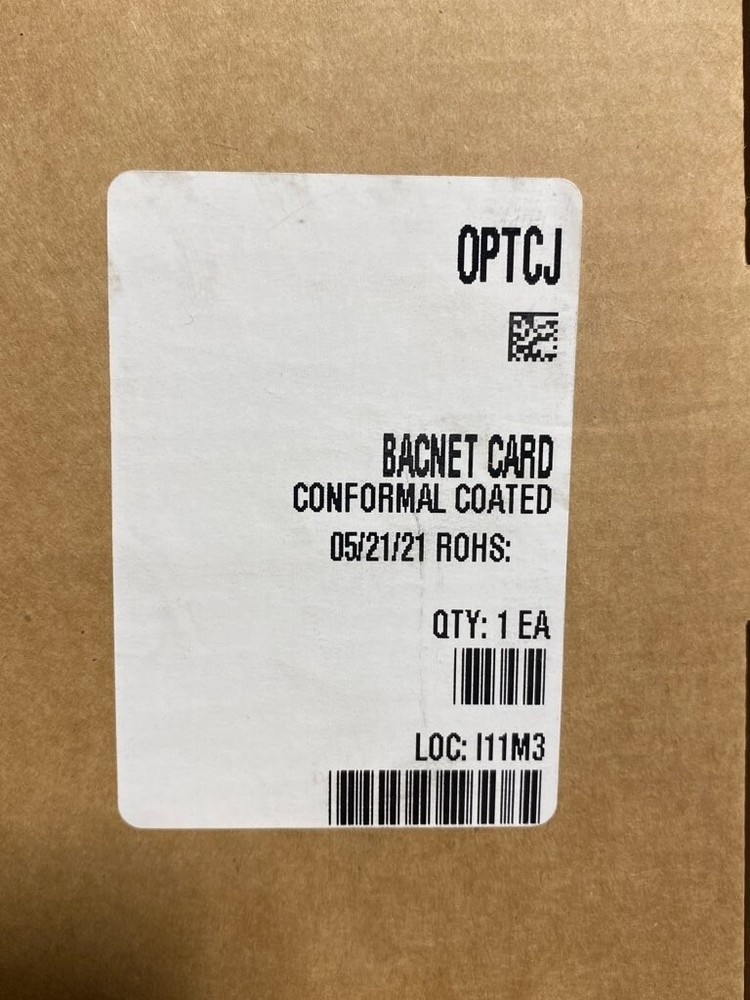 OPTCJ
BACNET CARD
CONFORMAL COATED
05/21/21 ROHS:
QTY: 1 EA
LOC: I11M3